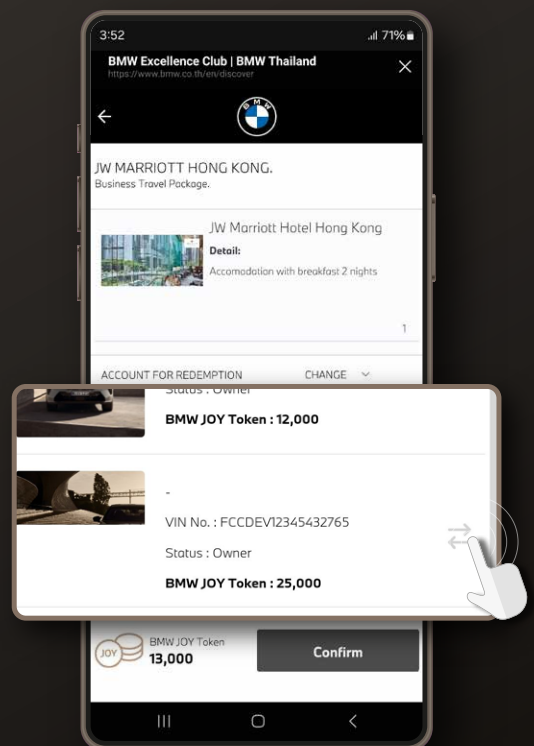 3:52
71%
BMW Excellence Club | BMW Thailand
https://www.bmw.co.th/en/discover
BMW
JW MARRIOTT HONG KONG.
Business Travel Package.
JW Marriott Hotel Hong Kong
Detail:
Accomodation with breakfast 2 nights
1
ACCOUNT FOR REDEMPTION
CHANGE
Status : Owner
BMW JOY Token : 12,000
-
VIN No. : FCCDEV12345432765
Status : Owner
BMW JOY Token : 25,000
JOY
BMW JOY Token
13,000
Confirm